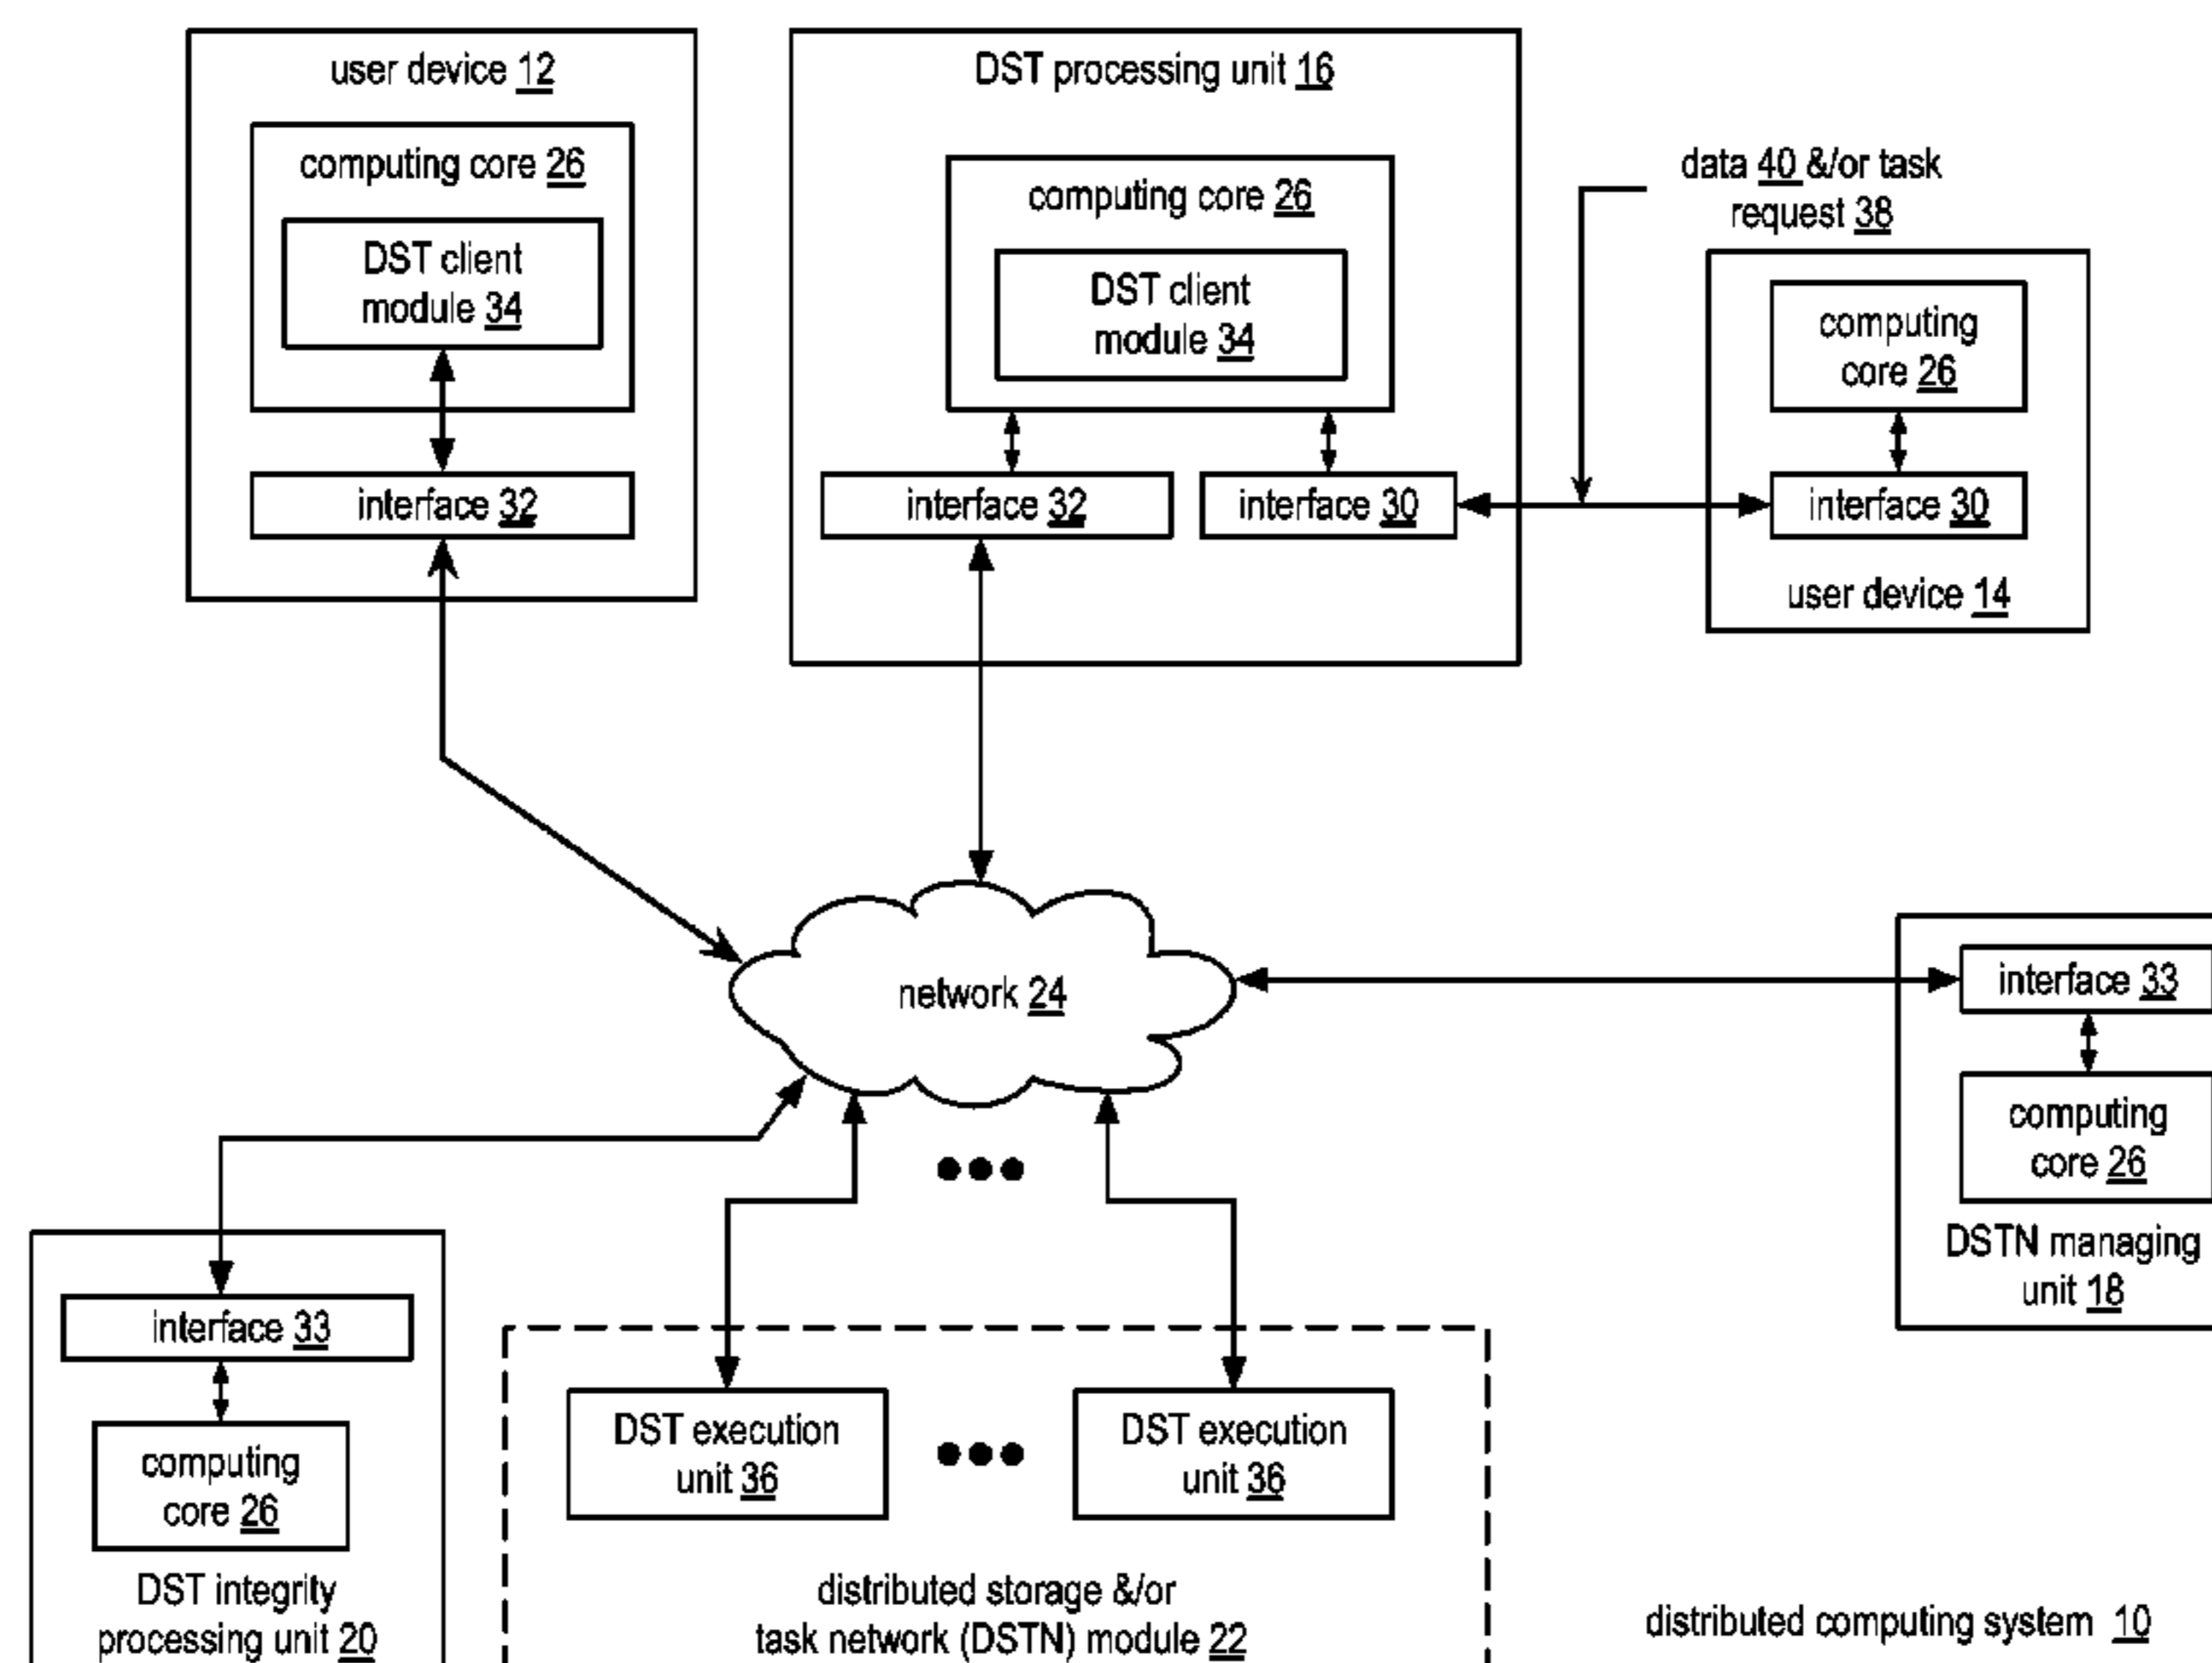 user device 12
computing core 26
DST client
module 34
interface 32
DST processing unit 16
computing core 26
DST client
module 34
interface 32
interface 30
data 40 &/or task
request 38
computing
core 26
interface 30
user device 14
network 24
interface 33
computing
core 26
DSTN managing
unit 18
interface 33
computing
core 26
DST integrity
processing unit 20
DST execution
unit 36
DST execution
unit 36
distributed storage &/or
task network (DSTN) module 22
distributed computing system 10